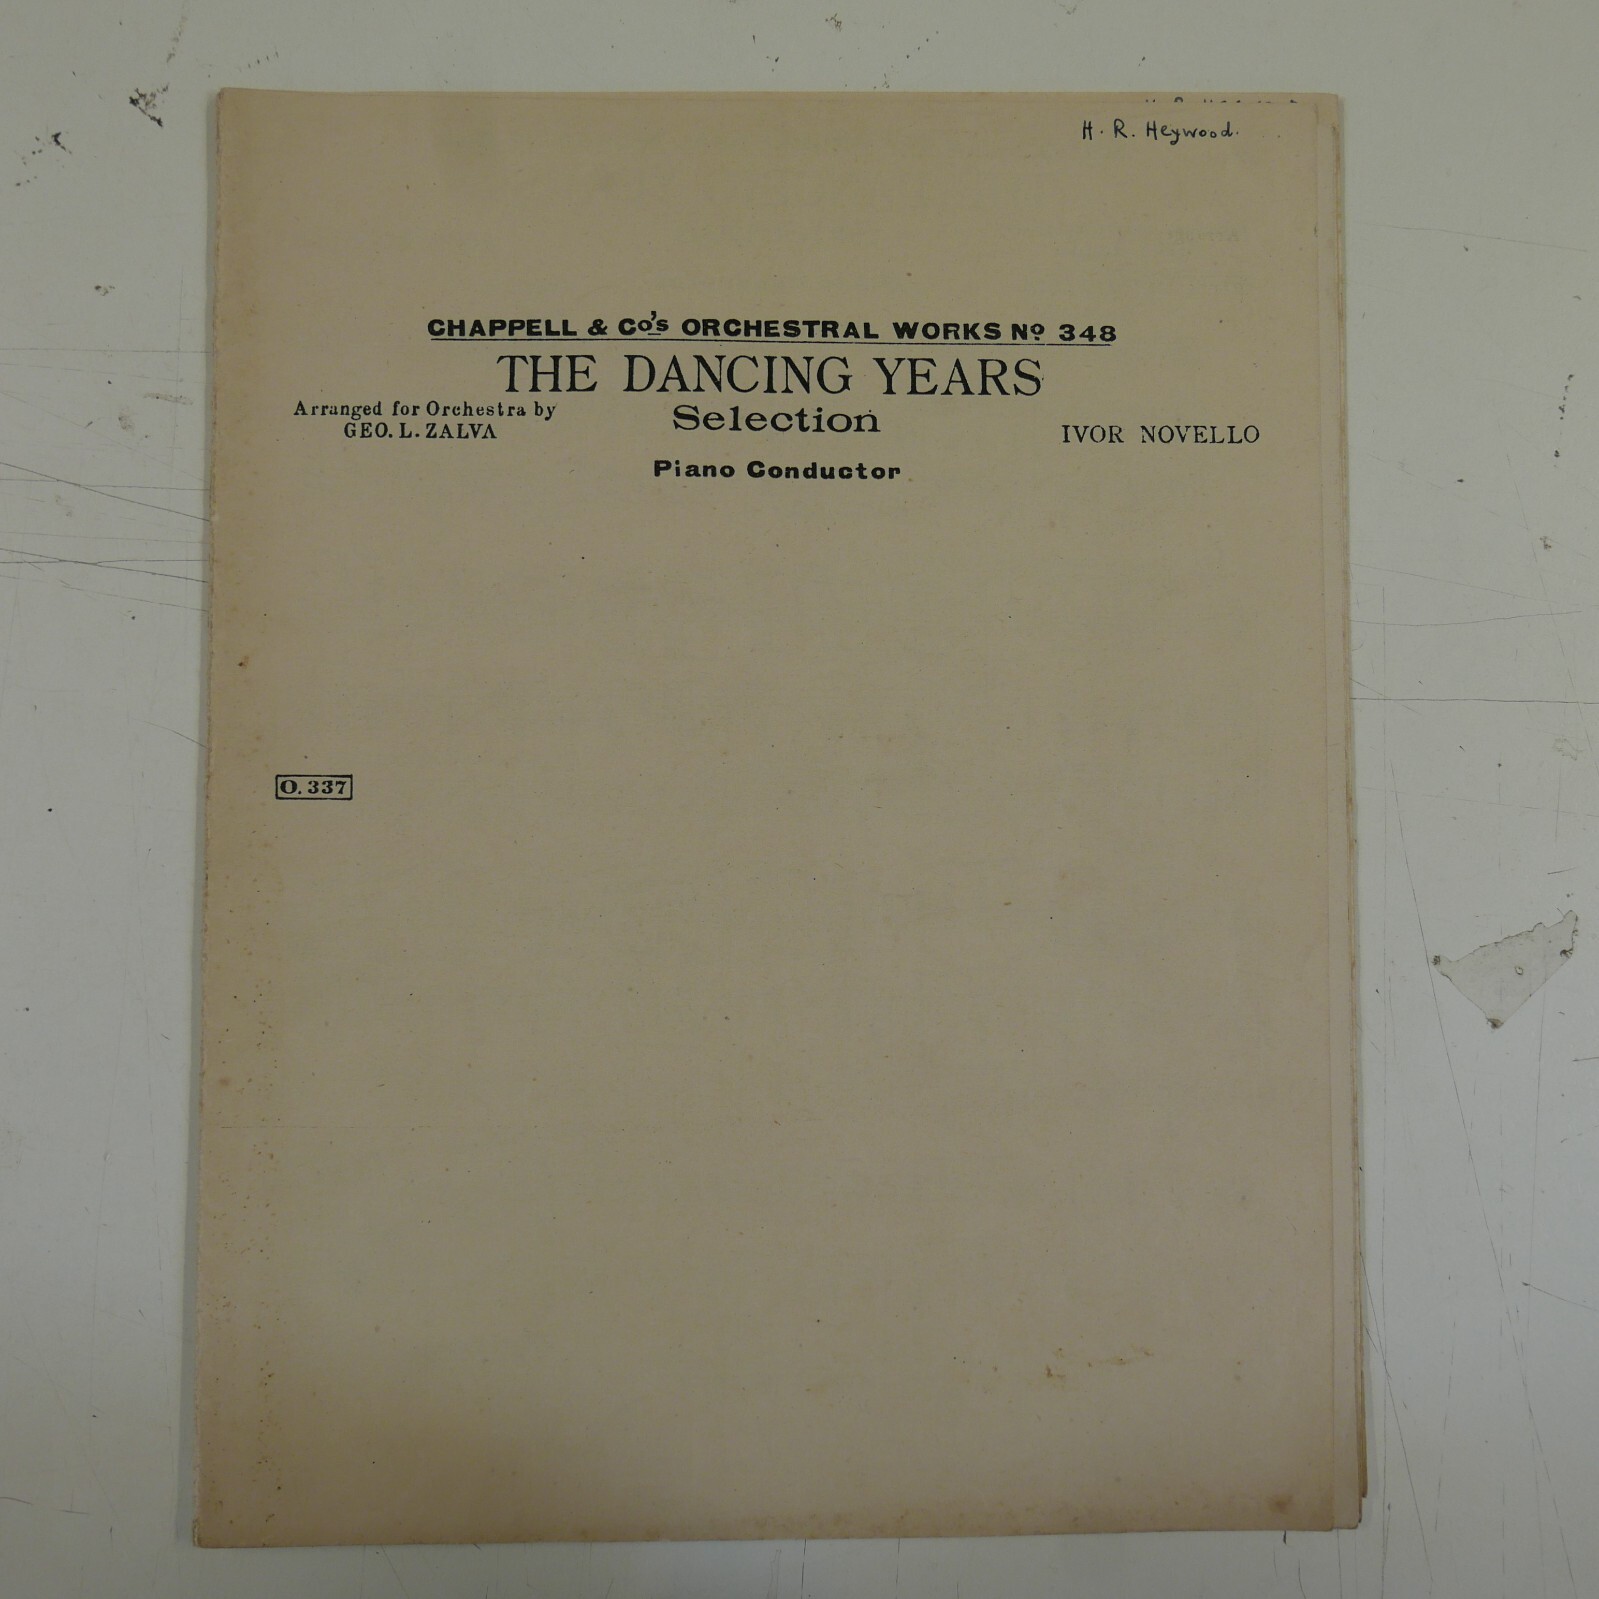 H. R. Heywood.
CHAPPELL & Co's ORCHESTRAL WORKS No 348
THE DANCING YEARS
Arranged for Orchestra by
Selection
GEO. L. ZALVA
IVOR NOVELLO
Piano Conductor
O. 337